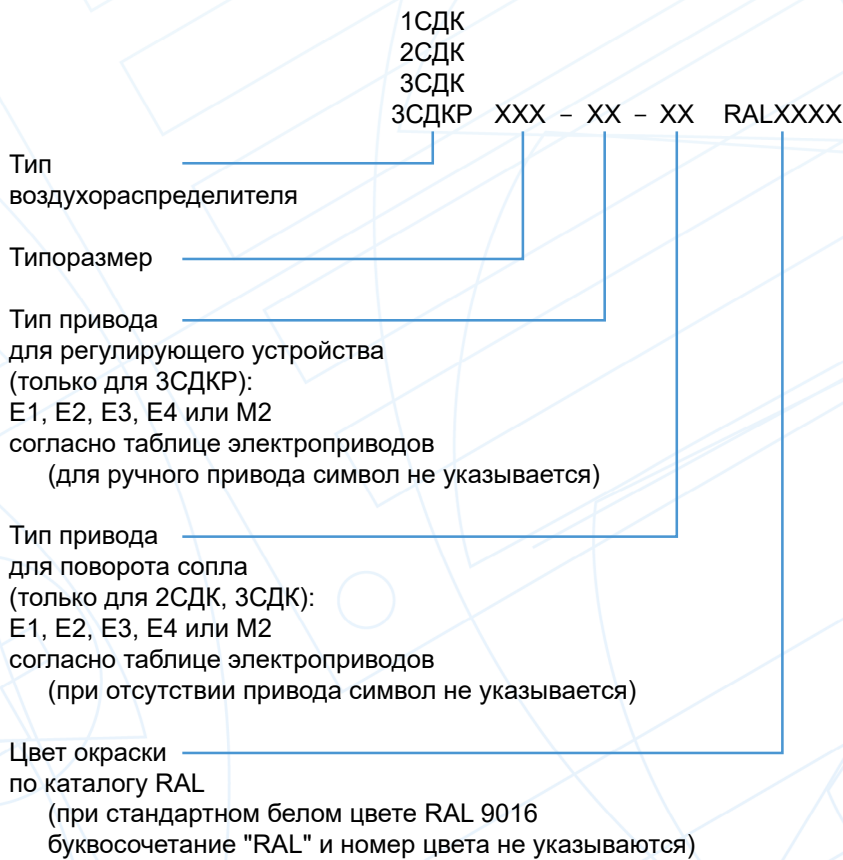 1СДК
2СДК
3СДК
3СДКР XXX – XX – XX RALXXXX
Тип
воздухораспределителя
Типоразмер
Тип привода
для регулирующего устройства
(только для 3СДКР):
E1, E2, E3, E4 или M2
согласно таблице электроприводов
(для ручного привода символ не указывается)
Тип привода
для поворота сопла
(только для 2СДК, 3СДК):
E1, E2, E3, E4 или M2
согласно таблице электроприводов
(при отсутствии привода символ не указывается)
Цвет окраски
по каталогу RAL
(при стандартном белом цвете RAL 9016
буквосочетание "RAL" и номер цвета не указываются)